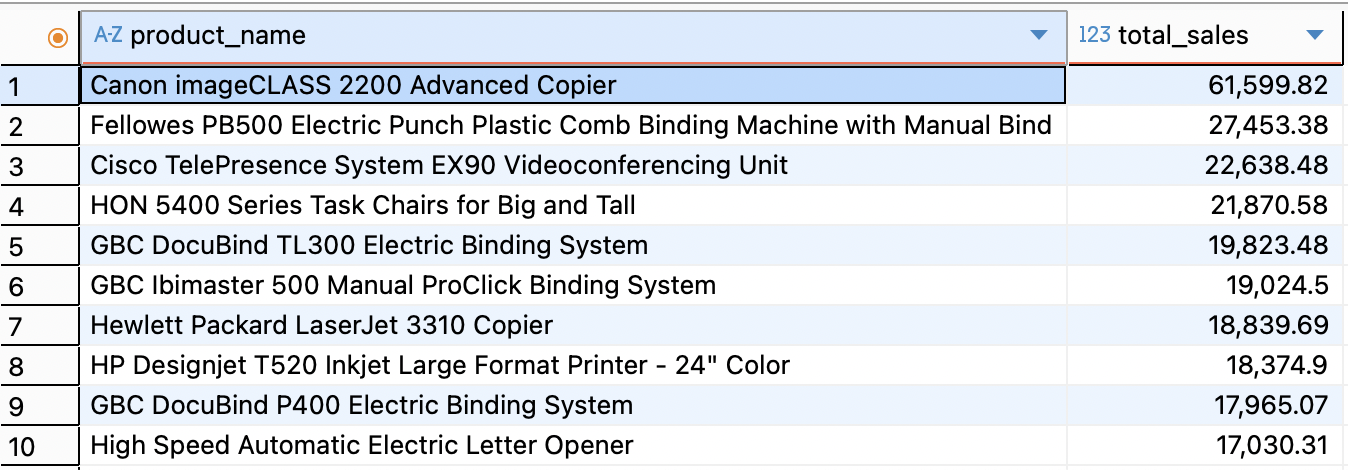 A-Z product_name 123 total_sales
1 Canon imageCLASS 2200 Advanced Copier 61,599.82
2 Fellowes PB500 Electric Punch Plastic Comb Binding Machine with Manual Bind 27,453.38
3 Cisco TelePresence System EX90 Videoconferencing Unit 22,638.48
4 HON 5400 Series Task Chairs for Big and Tall 21,870.58
5 GBC DocuBind TL300 Electric Binding System 19,823.48
6 GBC Ibimaster 500 Manual ProClick Binding System 19,024.5
7 Hewlett Packard LaserJet 3310 Copier 18,839.69
8 HP Designjet T520 Inkjet Large Format Printer - 24" Color 18,374.9
9 GBC DocuBind P400 Electric Binding System 17,965.07
10 High Speed Automatic Electric Letter Opener 17,030.31